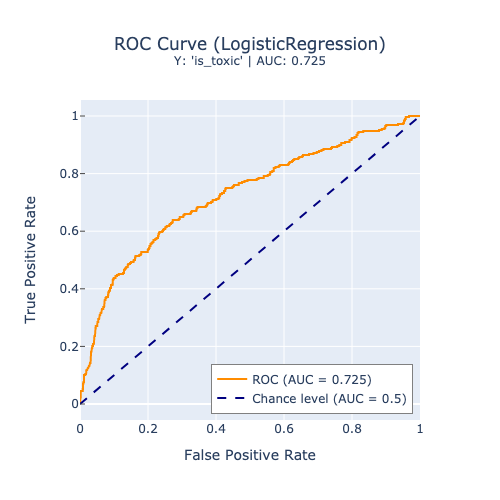 ROC Curve (LogisticRegression)
Y: 'is_toxic' | AUC: 0.725
True Positive Rate
1
0.8
0.6
0.4
0.2
0
ROC (AUC = 0.725)
Chance level (AUC = 0.5)
0
0.2
0.4
0.6
0.8
1
False Positive Rate